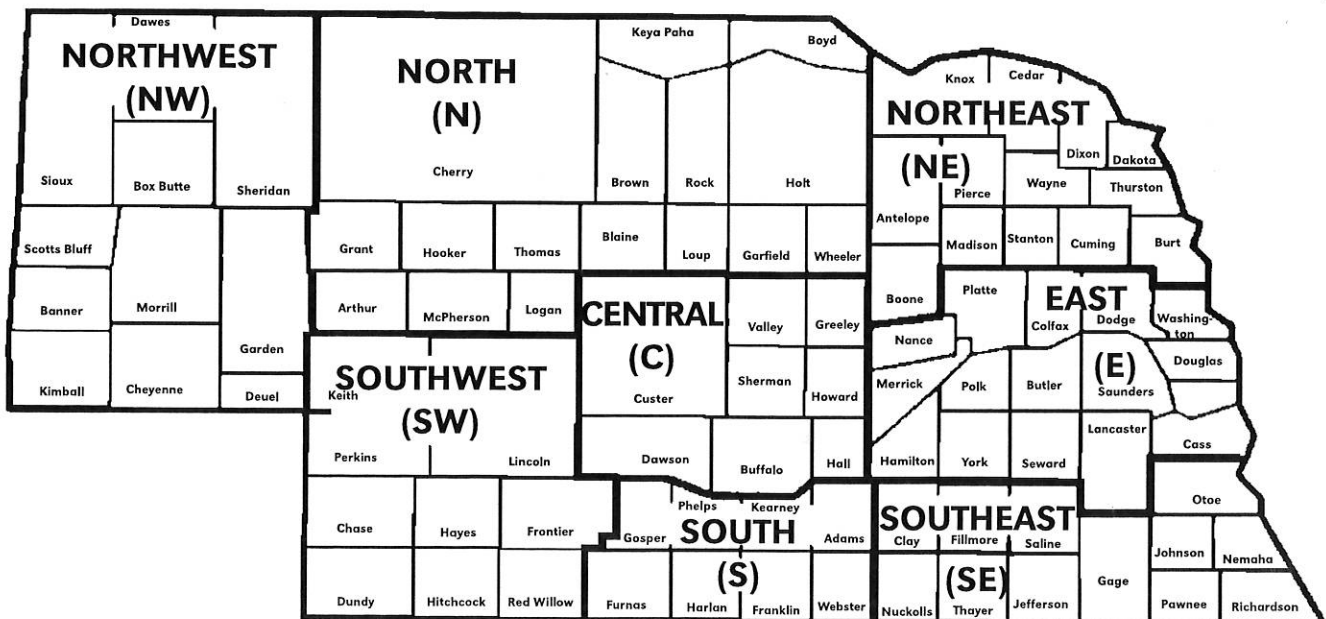 Dawes
NORTHWEST
(NW)
Sioux
Box Butte
Sheridan
Scotts Bluff
Banner
Morrill
Garden
Kimball
Cheyenne
Deuel
NORTH
(N)
Keya Paha
Boyd
Cherry
Brown
Rock
Holt
Grant
Hooker
Thomas
Blaine
Loup
Garfield
Wheeler
Arthur
McPherson
Logan
Knox
Cedar
NORTHEAST
(NE)
Dixon
Dakota
Pierce
Wayne
Thurston
Antelope
Madison
Stanton
Cuming
Burt
Boone
CENTRAL
(C)
Valley
Greeley
Sherman
Custer
Howard
Dawson
Buffalo
Hall
Platte
EAST
(E)
Colfax
Dodge
Washing-
ton
Nance
Douglas
Merrick
Polk
Butler
Saunders
Lancaster
Cass
Hamilton
York
Seward
SOUTHWEST
(SW)
Keith
Perkins
Lincoln
Chase
Hayes
Frontier
Dundy
Hitchcock
Red Willow
Phelps
Kearney
Gosper
SOUTH
(S)
Adams
Furnas
Harlan
Franklin
Webster
SOUTHEAST
(SE)
Clay
Fillmore
Saline
Otoe
Johnson
Nemaha
Gage
Nuckolls
Thayer
Jefferson
Pawnee
Richardson